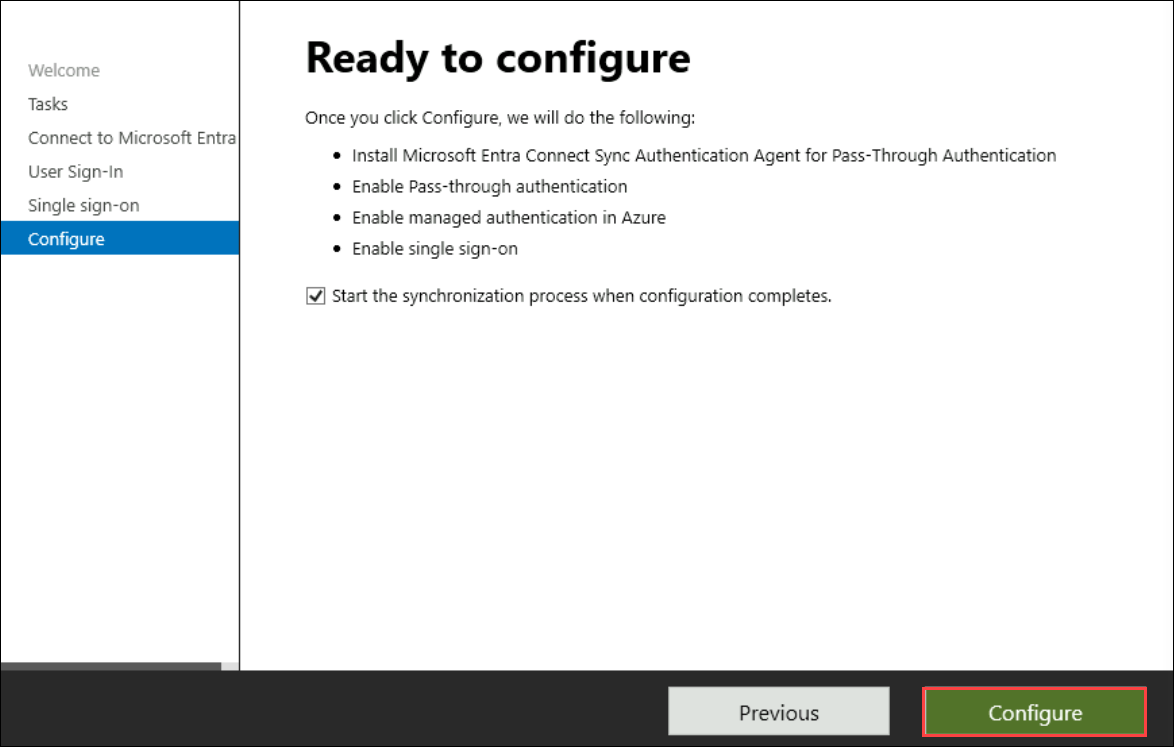 Welcome
Tasks
Connect to Microsoft Entra
User Sign-In
Single sign-on
Configure
Ready to configure
Once you click Configure, we will do the following:
• Install Microsoft Entra Connect Sync Authentication Agent for Pass-Through Authentication
• Enable Pass-through authentication
• Enable managed authentication in Azure
• Enable single sign-on
Start the synchronization process when configuration completes.
Previous
Configure